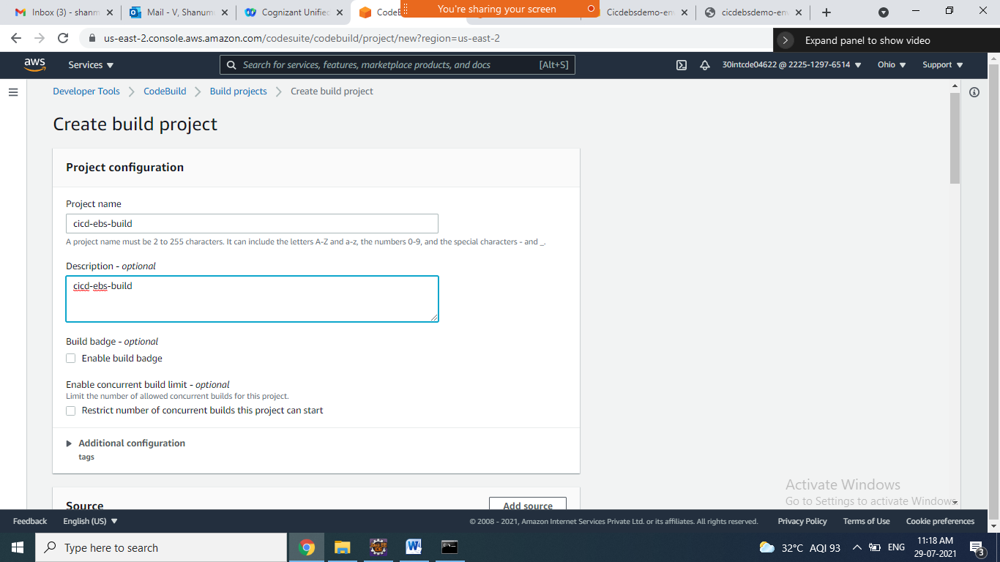 Inbox (3) - shanm
Mail - V, Shanum
Cognizant Unified
CodeB
You're sharing your screen
Cicdebsdemo-en
cicdebsdemo-env
us-east-2.console.aws.amazon.com/codesuite/codebuild/project/new?region=us-east-2
Expand panel to show video
aws
Services
Search for services, features, marketplace products, and docs
[Alt+S]
30intcde04622 @ 2225-1297-6514
Ohio
Support
Developer Tools
CodeBuild
Build projects
Create build project
Create build project
Project configuration
Project name
cicd-ebs-build
A project name must be 2 to 255 characters. It can include the letters A-Z and a-z, the numbers 0-9, and the special characters - and _.
Description - optional
cicd-ebs-build
Build badge - optional
Enable build badge
Enable concurrent build limit - optional
Limit the number of allowed concurrent builds for this project.
Restrict number of concurrent builds this project can start
Additional configuration
tags
Source
Add source
Activate Windows
Go to Settings to activate Windows.
Feedback
English (US)
© 2008 - 2021, Amazon Internet Services Private Ltd. or its affiliates. All rights reserved.
Privacy Policy
Terms of Use
Cookie preferences
Type here to search
32°C AQI 93
ENG
11:18 AM
29-07-2021
3